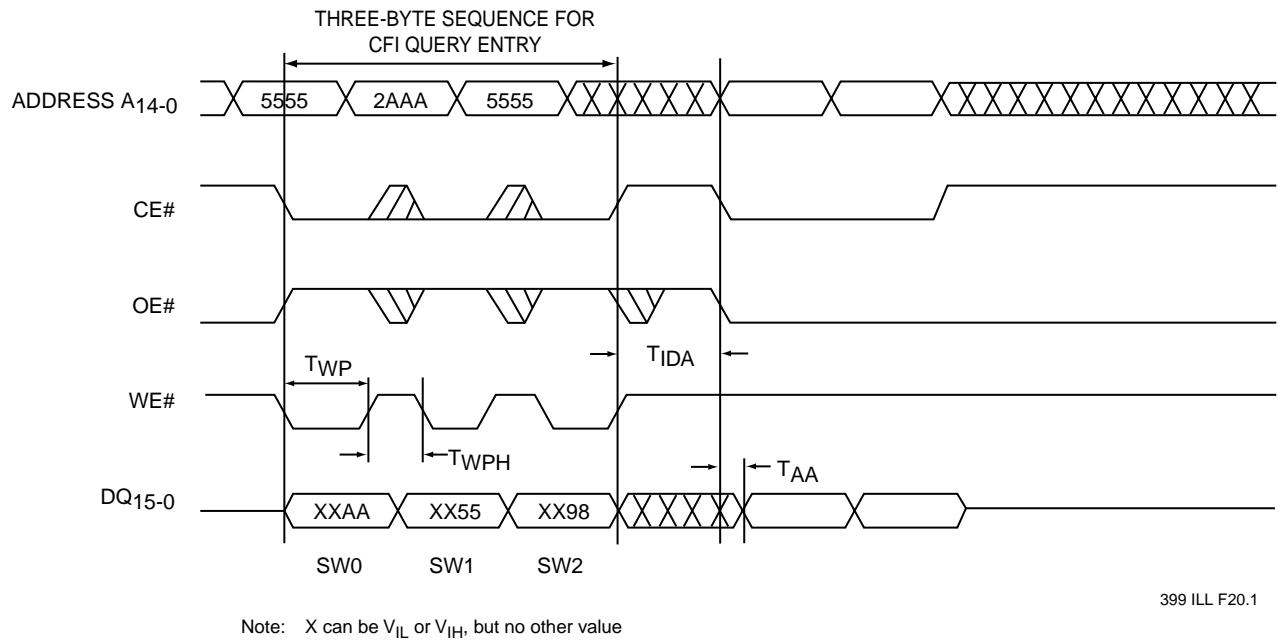 THREE-BYTE SEQUENCE FOR
CFI QUERY ENTRY
ADDRESS A14-0
5555
2AAA
5555
CE#
OE#
TWP
TIDA
WE#
TWPH
TAA
DQ15-0
XXAA
XX55
XX98
SW0
SW1
SW2
399 ILL F20.1
Note: X can be VIL or VIH, but no other value